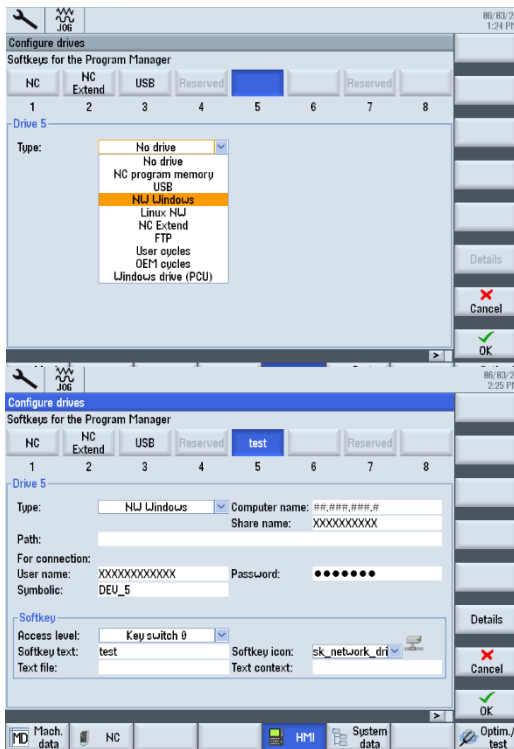 JOG
06/03/2
1:24 PM
Configure drives
Softkeys for the Program Manager
NC
NC Extend
USB
Reserved
Reserved
1 2 3 4 5 6 7 8
Drive 5
Type: No drive
No drive
NC program memory
USB
NW Windows
Linux NW
NC Extend
FTP
User cycles
OEM cycles
Windows drive (PCU)
Details
Cancel
OK
>
JOG
06/03/2
2:25 PM
Configure drives
Softkeys for the Program Manager
NC
NC Extend
USB
Reserved
test
Reserved
1 2 3 4 5 6 7 8
Drive 5
Type: NW Windows Computer name: ##.###.###.#
Share name: XXXXXXXXXX
Path:
For connection:
User name: XXXXXXXXXXXX Password: ●●●●●●●
Symbolic: DEV_5
Softkey
Access level: Key switch 0
Softkey text: test Softkey icon: sk_network_dri
Text file: Text context:
Details
Cancel
OK
>
MD Mach. data
NC
HMI
System data
Optim./ test